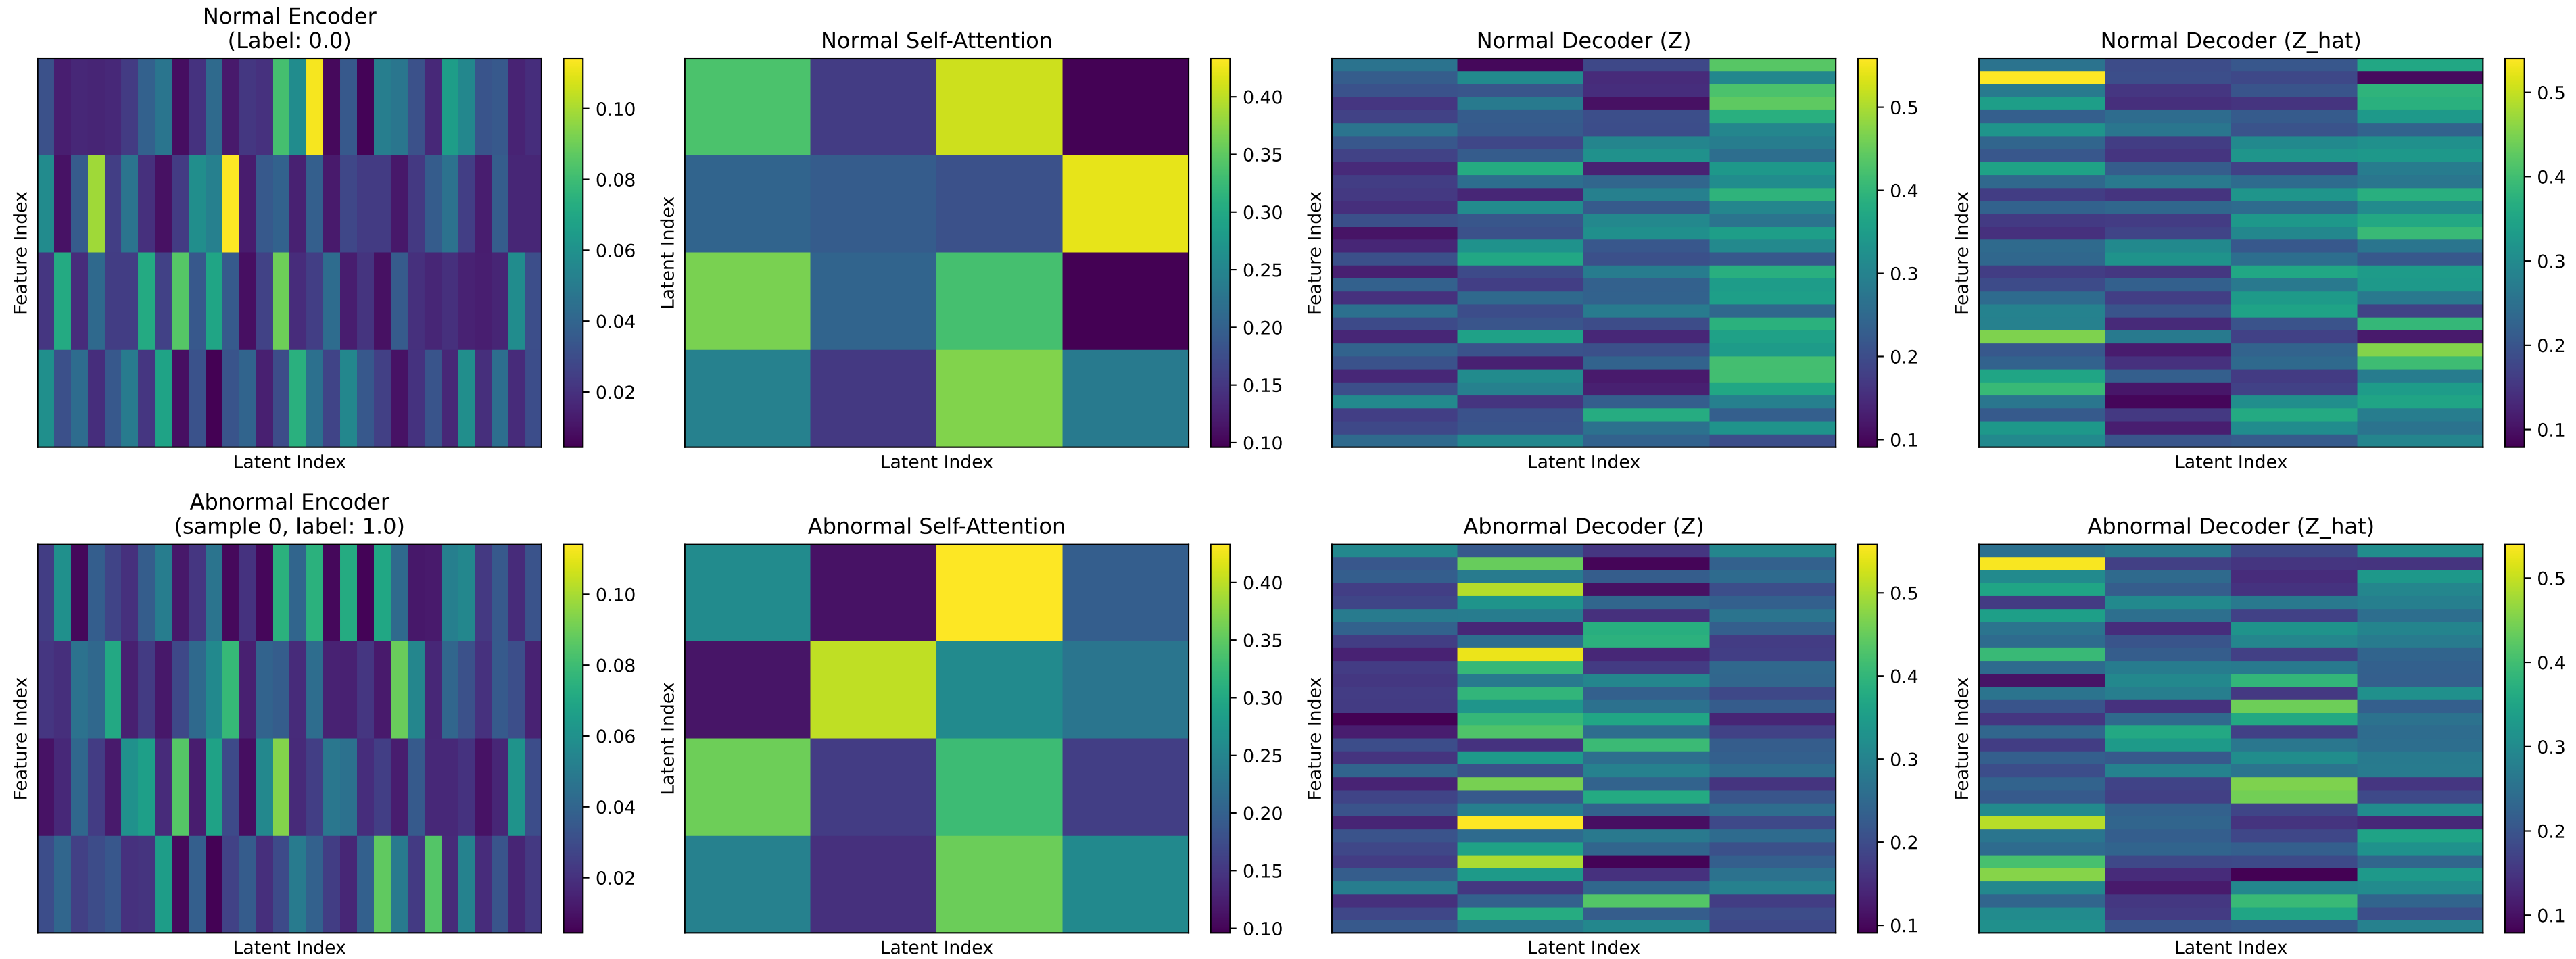 Normal Encoder
(Label: 0.0)
Feature Index
Latent Index
0.10
0.08
0.06
0.04
0.02
Normal Self-Attention
Latent Index
Latent Index
0.40
0.35
0.30
0.25
0.20
0.15
0.10
Normal Decoder (Z)
Feature Index
Latent Index
0.5
0.4
0.3
0.2
0.1
Normal Decoder (Z_hat)
Feature Index
Latent Index
0.5
0.4
0.3
0.2
0.1
Abnormal Encoder
(sample 0, label: 1.0)
Feature Index
Latent Index
0.10
0.08
0.06
0.04
0.02
Abnormal Self-Attention
Latent Index
Latent Index
0.40
0.35
0.30
0.25
0.20
0.15
0.10
Abnormal Decoder (Z)
Feature Index
Latent Index
0.5
0.4
0.3
0.2
0.1
Abnormal Decoder (Z_hat)
Feature Index
Latent Index
0.5
0.4
0.3
0.2
0.1